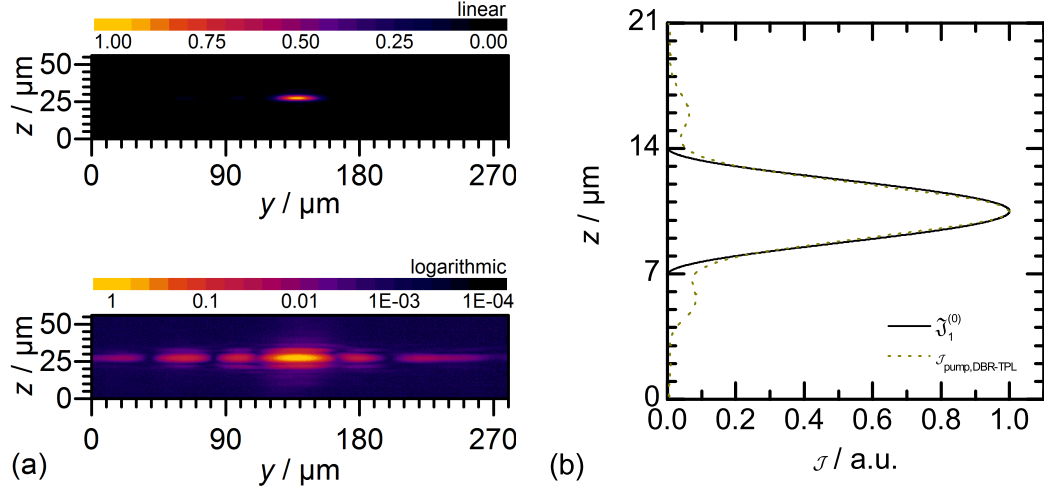 linear
1.00 0.75 0.50 0.25 0.00
z / µm
50
25
0
0 90 180 270
y / µm
logarithmic
1 0.1 0.01 1E-03 1E-04
z / µm
50
25
0
0 90 180 270
y / µm
(a)
21
14
7
0
z / µm
0.0 0.2 0.4 0.6 0.8 1.0
𝒥 / a.u.
𝔍₁⁽⁰⁾
𝒥pump,DBR-TPL
(b)